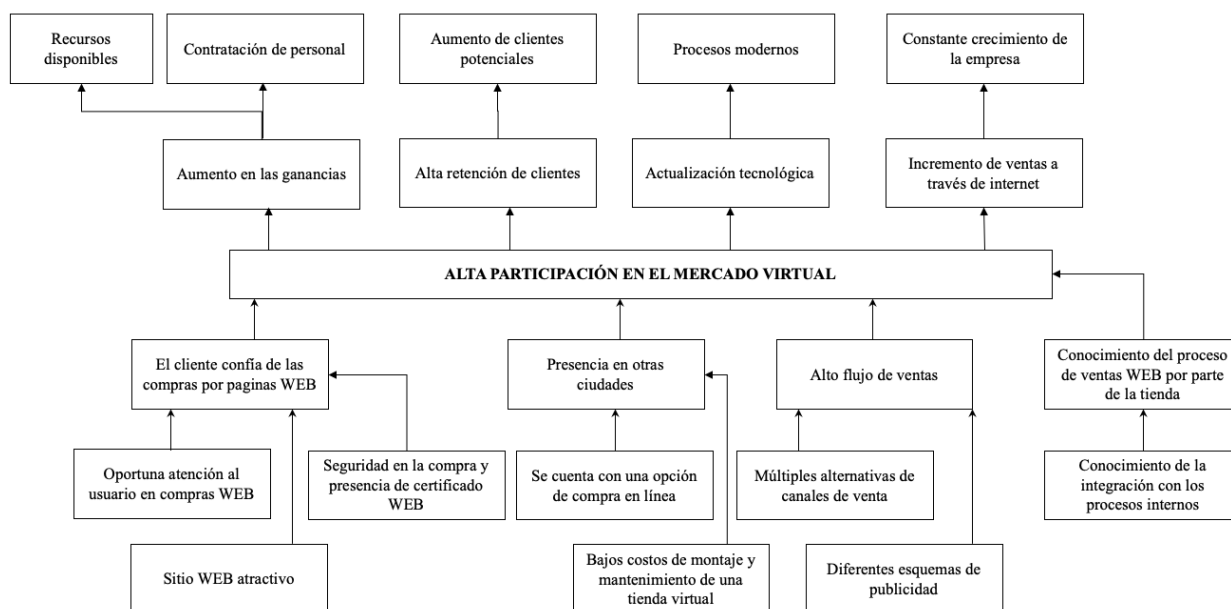 Recursos
disponibles
Contratación de personal
Aumento de clientes
potenciales
Procesos modernos
Constante crecimiento de
la empresa
Aumento en las ganancias
Alta retención de clientes
Actualización tecnológica
Incremento de ventas a
través de internet
ALTA PARTICIPACIÓN EN EL MERCADO VIRTUAL
El cliente confía de las
compras por paginas WEB
Presencia en otras
ciudades
Alto flujo de ventas
Conocimiento del proceso
de ventas WEB por parte
de la tienda
Oportuna atención al
usuario en compras WEB
Seguridad en la compra y
presencia de certificado
WEB
Se cuenta con una opción
de compra en línea
Múltiples alternativas de
canales de venta
Conocimiento de la
integración con los
procesos internos
Sitio WEB atractivo
Bajos costos de montaje y
mantenimiento de una
tienda virtual
Diferentes esquemas de
publicidad